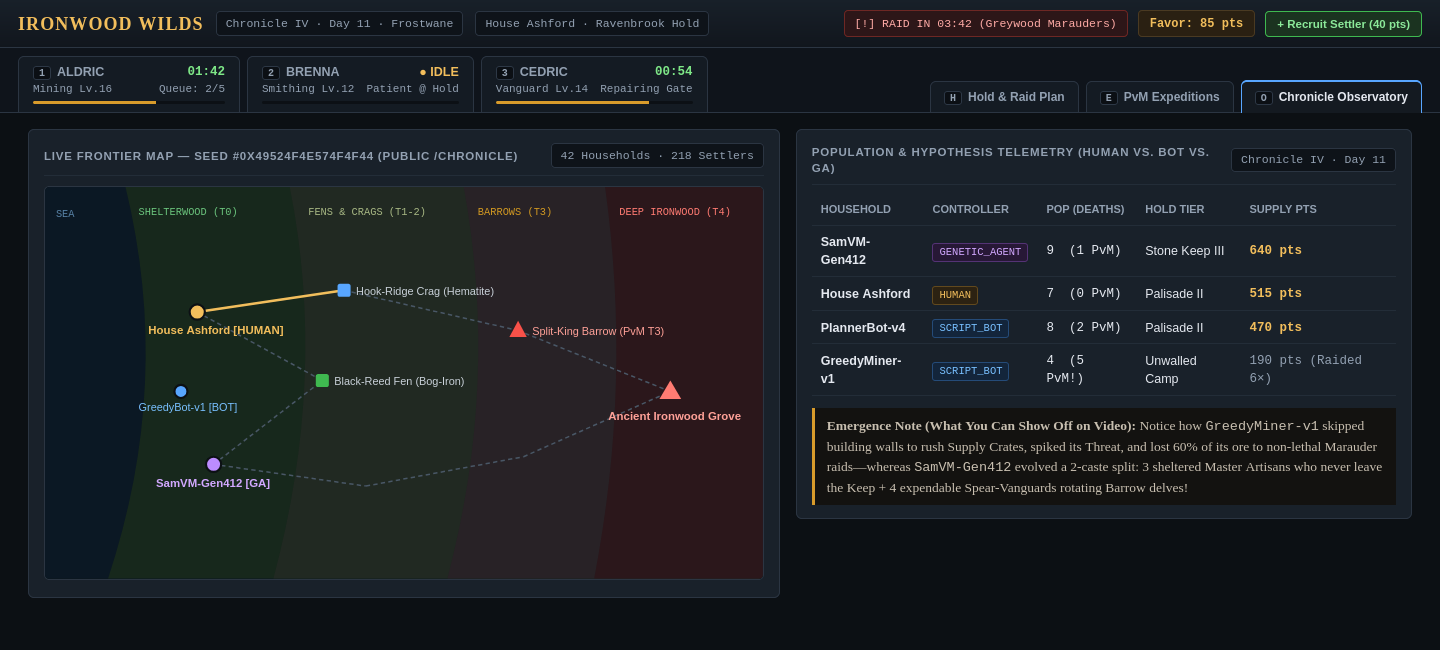 IRONWOOD WILDS
Chronicle IV · Day 11 · Frostwane
House Ashford · Ravenbrook Hold
[!] RAID IN 03:42 (Greywood Marauders)
Favor: 85 pts
+ Recruit Settler (40 pts)
1 ALDRIC 01:42
Mining Lv.16 Queue: 2/5
2 BRENNA ● IDLE
Smithing Lv.12 Patient @ Hold
3 CEDRIC 00:54
Vanguard Lv.14 Repairing Gate
H Hold & Raid Plan
E PvM Expeditions
O Chronicle Observatory
LIVE FRONTIER MAP — SEED #0X49524F4E574F4F44 (PUBLIC /CHRONICLE)
42 Households · 218 Settlers
SEA
SHELTERWOOD (T0)
FENS & CRAGS (T1-2)
BARROWS (T3)
DEEP IRONWOOD (T4)
Hook-Ridge Crag (Hematite)
House Ashford [HUMAN]
Split-King Barrow (PvM T3)
Black-Reed Fen (Bog-Iron)
GreedyBot-v1 [BOT]
Ancient Ironwood Grove
SamVM-Gen412 [GA]
POPULATION & HYPOTHESIS TELEMETRY (HUMAN VS. BOT VS.
GA)
Chronicle IV · Day 11
HOUSEHOLD CONTROLLER POP (DEATHS) HOLD TIER SUPPLY PTS
SamVM-
Gen412 GENETIC_AGENT 9 (1 PvM) Stone Keep III 640 pts
House Ashford HUMAN 7 (0 PvM) Palisade II 515 pts
PlannerBot-v4 SCRIPT_BOT 8 (2 PvM) Palisade II 470 pts
GreedyMiner- SCRIPT_BOT 4 (5 Unwalled 190 pts (Raided
v1 PvM!) Camp 6×)
Emergence Note (What You Can Show Off on Video): Notice how GreedyMiner-v1 skipped
building walls to rush Supply Crates, spiked its Threat, and lost 60% of its ore to non-lethal Marauder
raids—whereas SamVM-Gen412 evolved a 2-caste split: 3 sheltered Master Artisans who never leave
the Keep + 4 expendable Spear-Vanguards rotating Barrow delves!